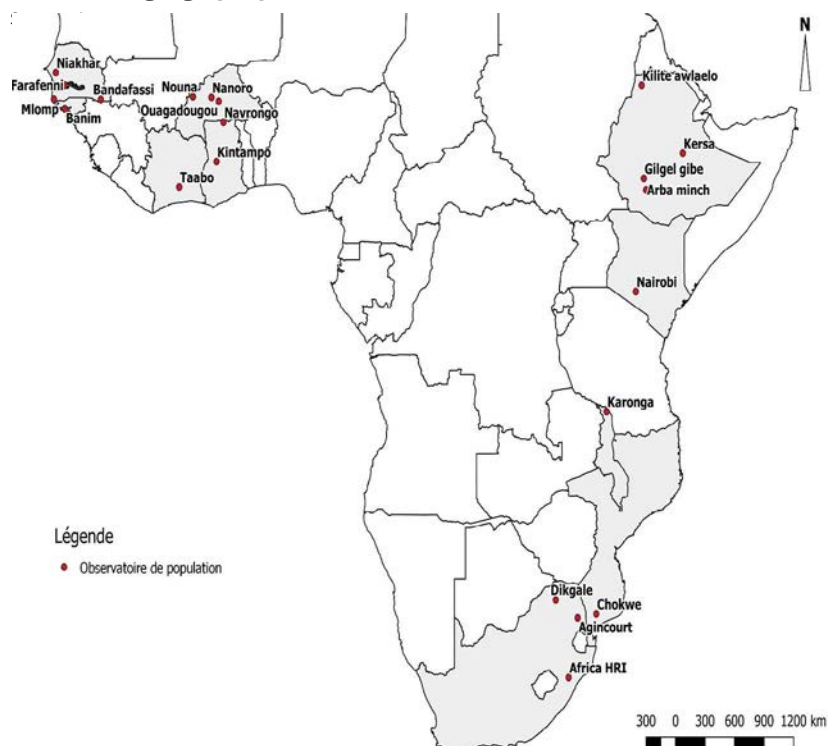 N
Niakhar
Kilite awlaelo
Farafenni
Bandafassi
Nouna
Nanoro
Mlomp
Banim
Ouagadougou
Navrongo
Kersa
Kintampo
Gilgel gibe
Taabo
Arba minch
Nairobi
Karonga
Légende
Observatoire de population
Dikgale
Chokwe
Agincourt
Africa HRI
300 0 300 600 900 1200 km